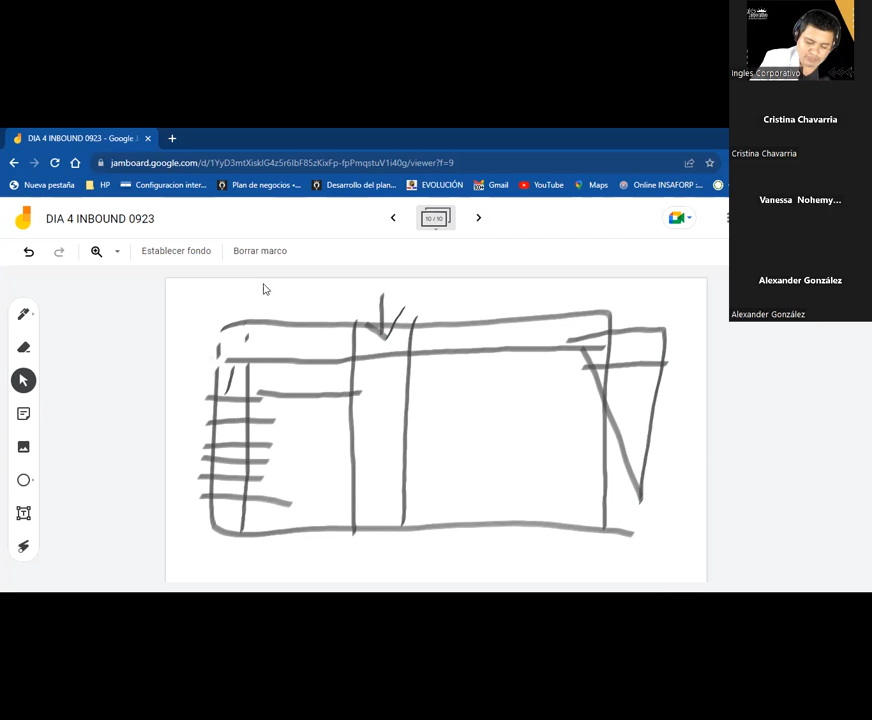 DIA 4 INBOUND 0923 - Google J
jamboard.google.com/d/1YyD3mtXiskIG4z5r6IbF85zKixFp-fpPmqstuV1i40g/viewer?f=9
Nueva pestaña
HP
Configuracion inter...
Plan de negocios •...
Desarrollo del plan...
EVOLUCIÓN
Gmail
YouTube
Maps
Online INSAFORP :...
DIA 4 INBOUND 0923
10 / 10
Establecer fondo
Borrar marco
Ingles Corporativo
Cristina Chavarria
Cristina Chavarria
Vanessa Nohemy...
Alexander González
Alexander González